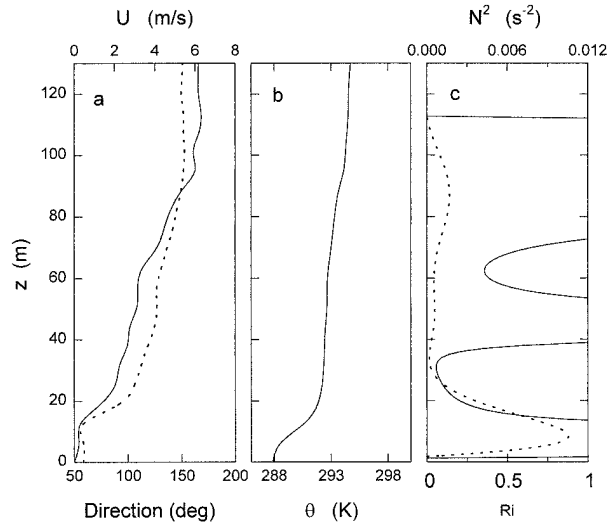 U (m/s)
N² (s⁻²)
0 2 4 6 8
0.000 0.006 0.012
a
b
c
120
100
80
60
40
20
0
z (m)
50 100 150 200
288 293 298
0 0.5 1
Direction (deg)
θ (K)
Ri